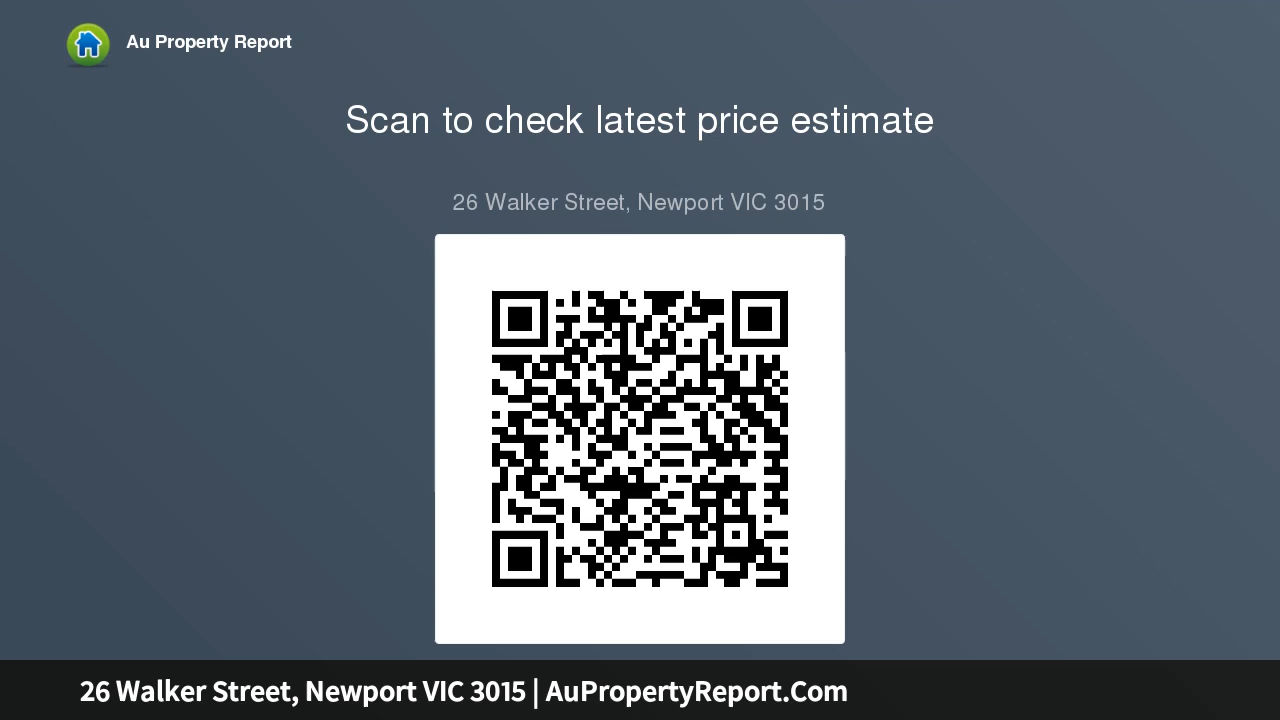 Au Property Report
Scan to check latest price estimate
26 Walker Street, Newport VIC 3015
26 Walker Street, Newport VIC 3015 | AuPropertyReport.Com